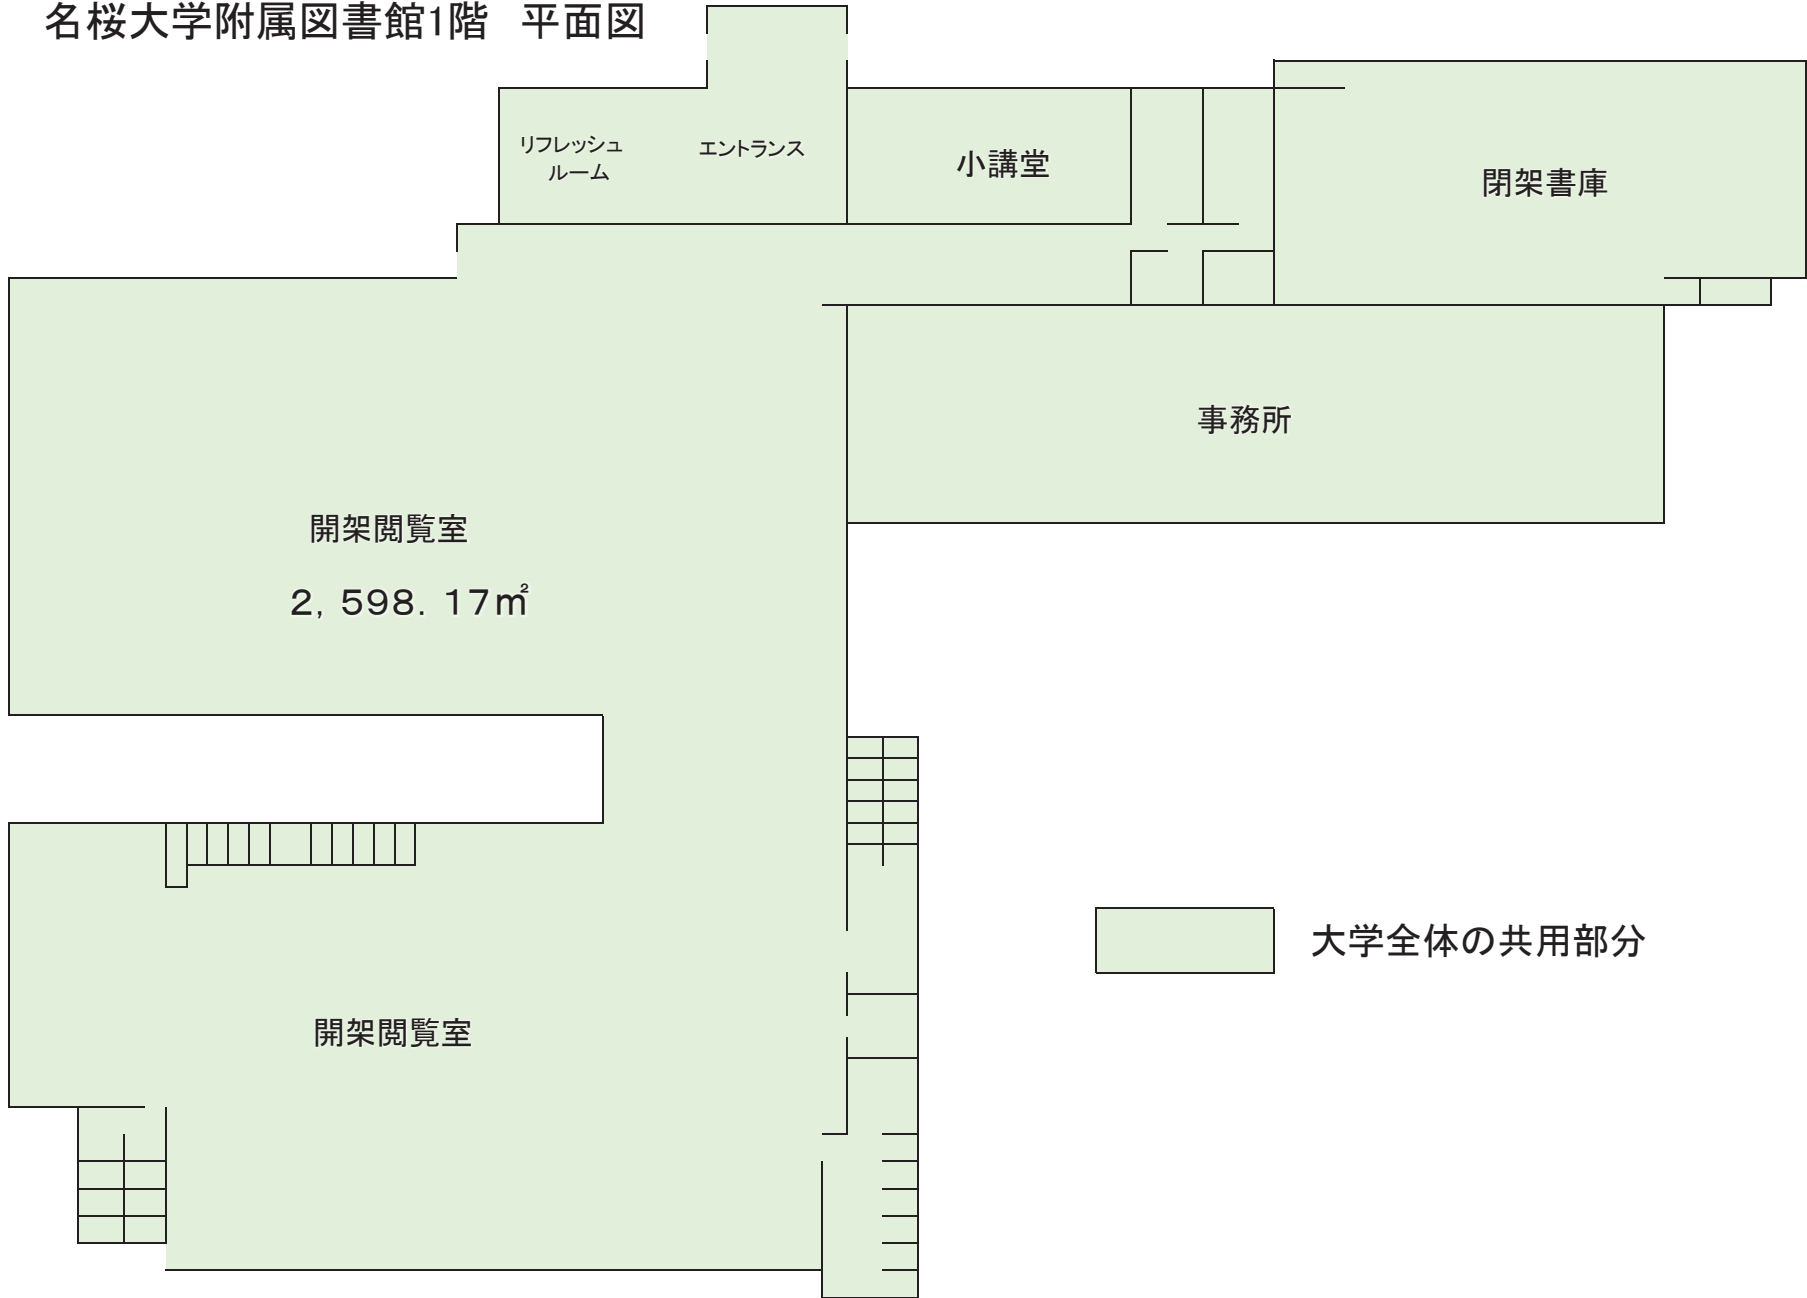 名桜大学附属図書館1階　平面図
リフレッシュ
ルーム
エントランス
小講堂
閉架書庫
事務所
開架閲覧室
２，５９８．１７㎡
大学全体の共用部分
開架閲覧室